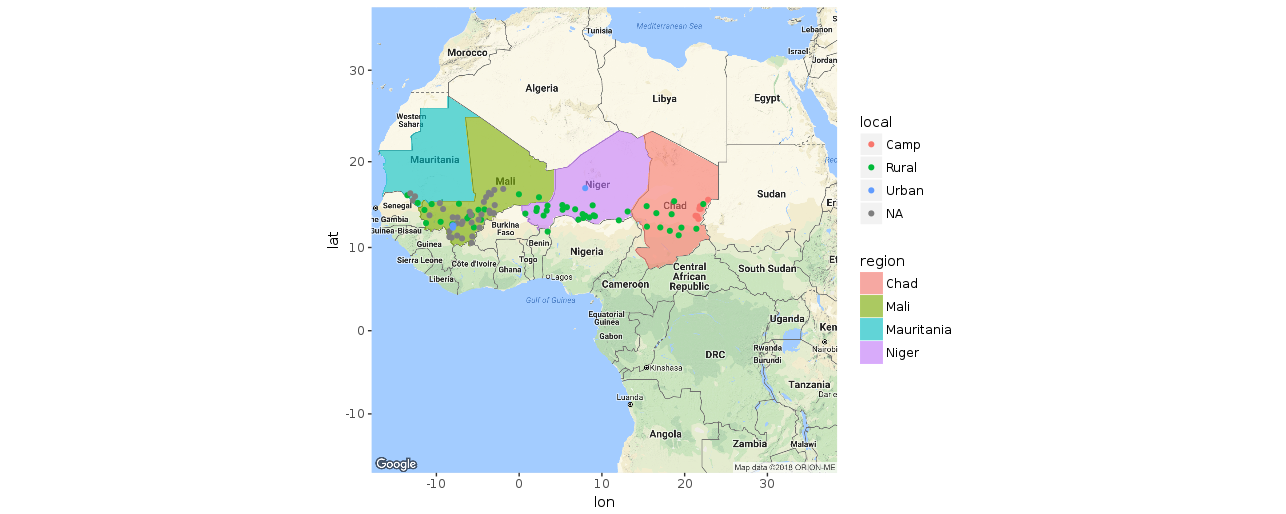 Mediterranean Sea
Tunisia
Lebanon
Morocco
Israel
Jordan
30
Algeria
Libya
Egypt
local
Western
Sahara
Camp
20
Mauritania
Rural
Mali
Niger
Sudan
Urban
Chad
Senegal
NA
Burkina
Faso
lat
Guinea-Bissau
10
Guinea
Benin
Nigeria
region
Sierra Leone
Côte d'Ivoire
Togo
Ghana
Liberia
Lagos
Cameroon
Central
African
Republic
South Sudan
Chad
Gulf of Guinea
Mali
Equatorial
Guinea
Uganda
0
Gabon
Mauritania
DRC
Rwanda
Burundi
Niger
Kinshasa
Tanzania
Luanda
-10
Angola
Zambia
Malawi
Google
Map data ©2018 ORION-ME
-10 0 10 20 30
lon